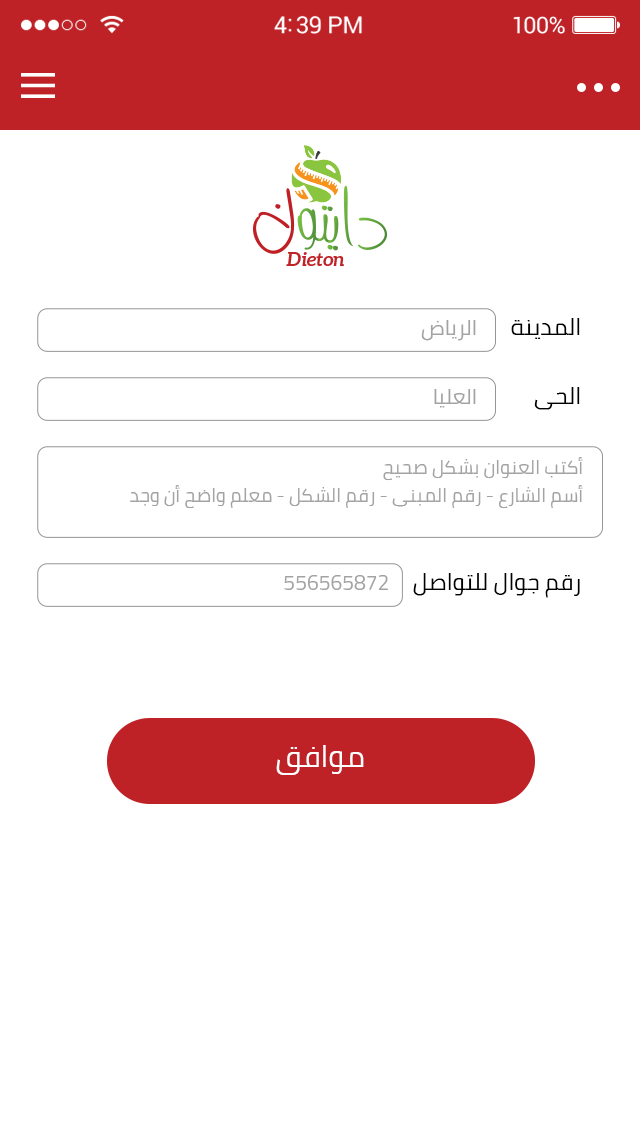 4:39 PM 100%
دايتون
Dieton
المدينة الرياض
الحى العليا
أكتب العنوان بشكل صحيح
أسم الشارع - رقم المبنى - رقم الشكل - معلم واضح أن وجد
رقم جوال للتواصل 556565872
موافق